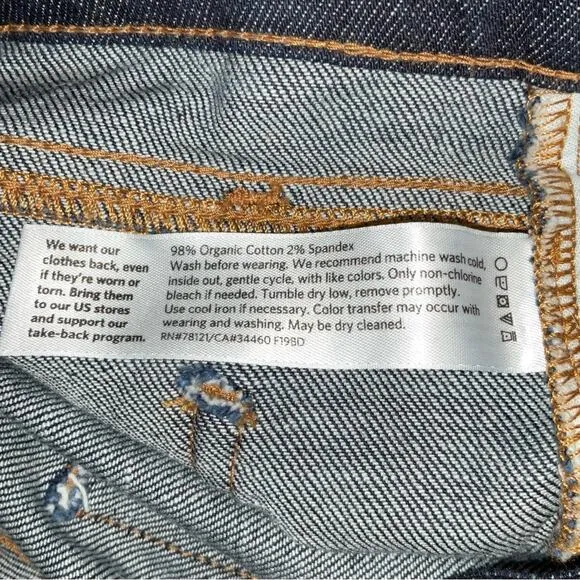 We want our
clothes back, even
if they're worn or
torn. Bring them
to our US stores
and support our
take-back program.
98% Organic Cotton 2% Spandex
Wash before wearing. We recommend machine wash cold,
inside out, gentle cycle, with like colors. Only non-chlorine
bleach if needed. Tumble dry low, remove promptly.
Use cool iron if necessary. Color transfer may occur with
wearing and washing. May be dry cleaned.
RN#78121/CA#34460 F19BD